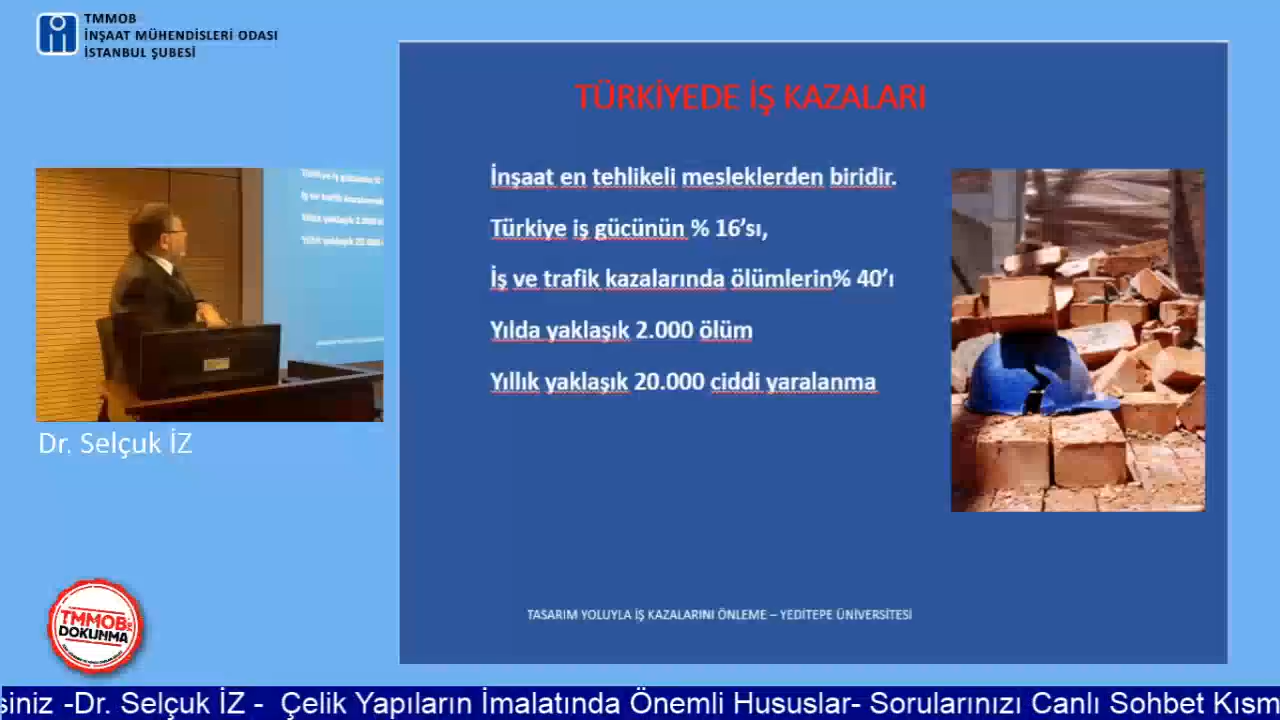 TMMOB
İNŞAAT MÜHENDİSLERİ ODASI
İSTANBUL ŞUBESİ
TÜRKİYEDE İŞ KAZALARI
İnşaat en tehlikeli mesleklerden biridir.
Türkiye iş gücünün % 16’sı,
İş ve trafik kazalarında ölümlerin% 40’ı
Yılda yaklaşık 2.000 ölüm
Yıllık yaklaşık 20.000 ciddi yaralanma
Dr. Selçuk İZ
TASARIM YOLUYLA İŞ KAZALARINI ÖNLEME – YEDİTEPE ÜNİVERSİTESİ
TMMOB
DOKUNMA
siniz -Dr. Selçuk İZ - Çelik Yapıların İmalatında Önemli Hususlar- Sorularınızı Canlı Sohbet Kısm